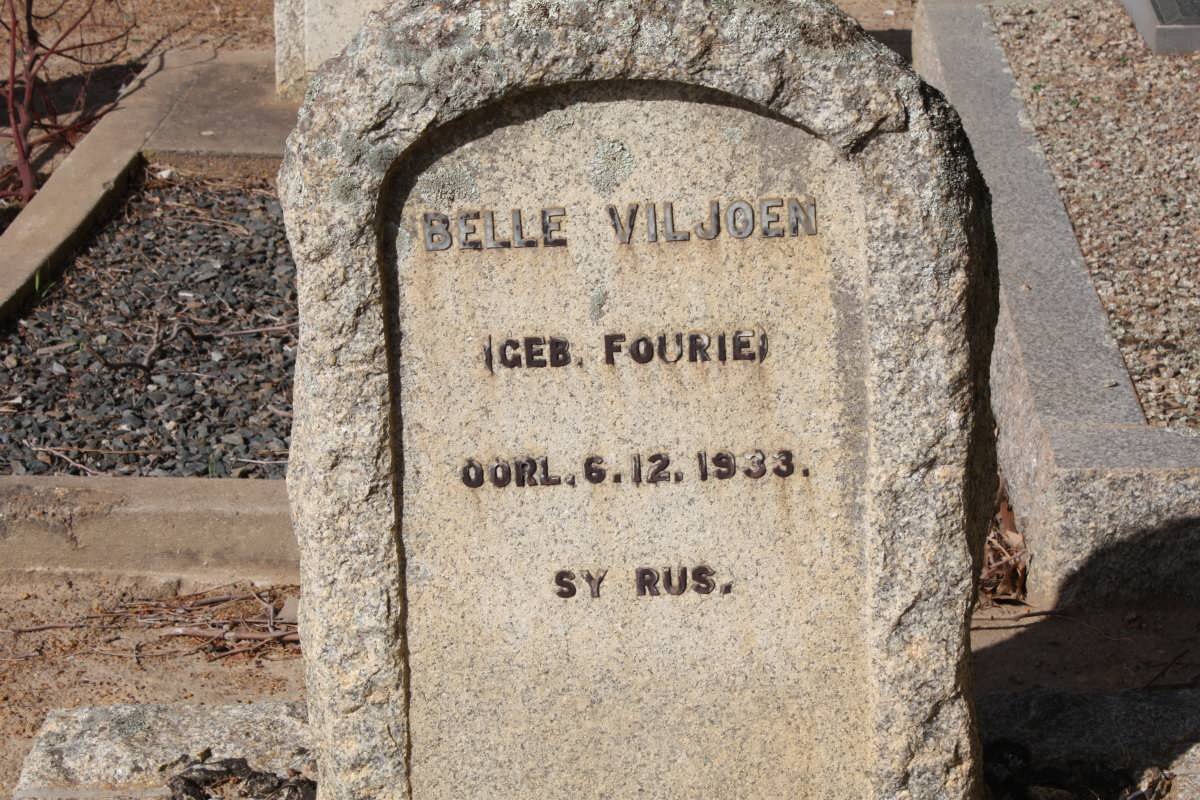 BELLE VILJOEN
(GEB. FOURIE)
OORL. 6.12.1933.
SY RUS.